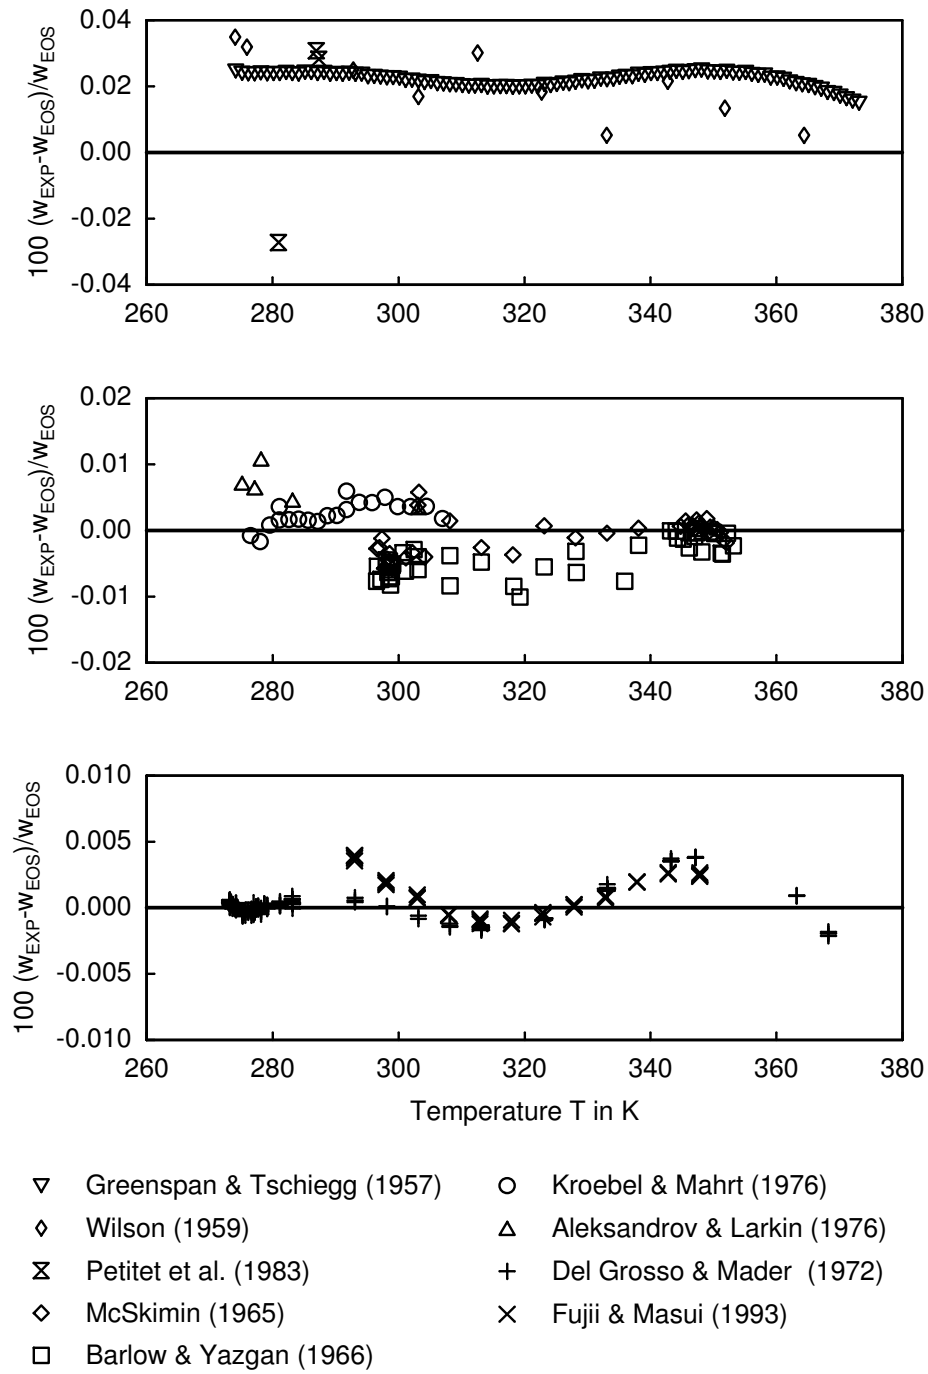 100 (wEXP-wEOS)/wEOS
0.04
0.02
0.00
-0.02
-0.04
260 280 300 320 340 360 380
100 (wEXP-wEOS)/wEOS
0.02
0.01
0.00
-0.01
-0.02
260 280 300 320 340 360 380
100 (wEXP-wEOS)/wEOS
0.010
0.005
0.000
-0.005
-0.010
260 280 300 320 340 360 380
Temperature T in K
Greenspan & Tschiegg (1957)
Wilson (1959)
Petitet et al. (1983)
McSkimin (1965)
Barlow & Yazgan (1966)
Kroebel & Mahrt (1976)
Aleksandrov & Larkin (1976)
Del Grosso & Mader (1972)
Fujii & Masui (1993)